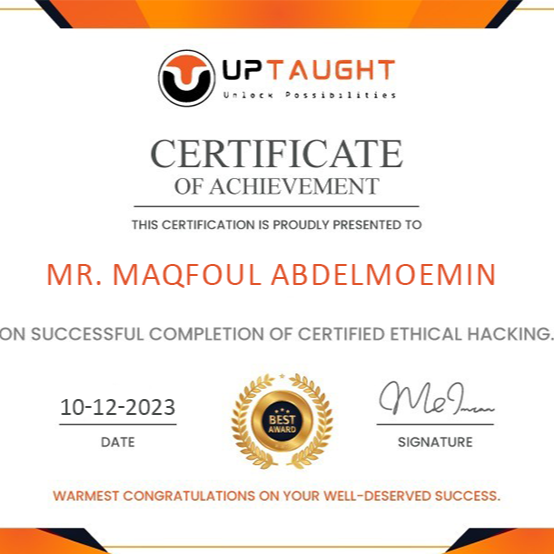 UPTAUGHT
Unlock Possibilities
CERTIFICATE
OF ACHIEVEMENT
THIS CERTIFICATION IS PROUDLY PRESENTED TO
MR. MAQFOUL ABDELMOEMIN
ON SUCCESSFUL COMPLETION OF CERTIFIED ETHICAL HACKING.
10-12-2023
DATE
BEST
AWARD
SIGNATURE
WARMEST CONGRATULATIONS ON YOUR WELL-DESERVED SUCCESS.